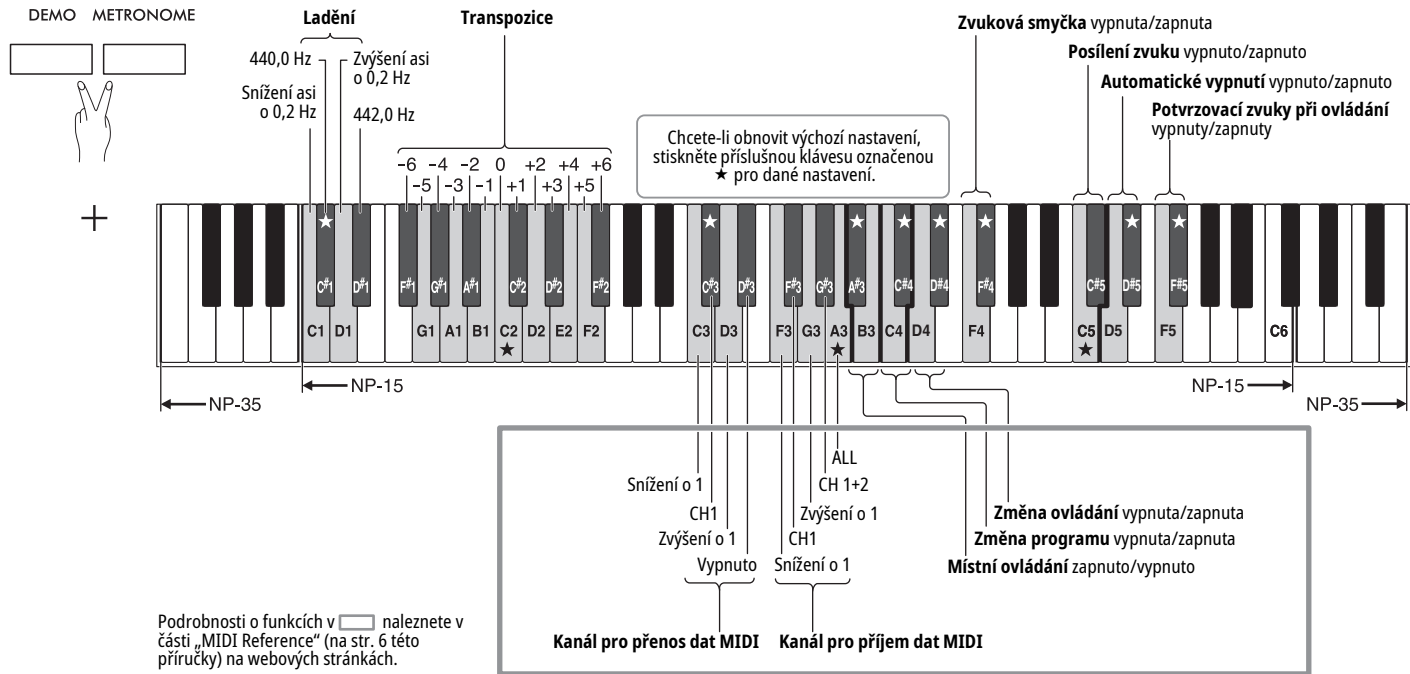 DEMO METRONOME
Ladění
440,0 Hz
Zvýšení asi
o 0,2 Hz
Snížení asi
o 0,2 Hz
442,0 Hz
Transpozice
−6 −4 −2 0 +2 +4 +6
−5 −3 −1 +1 +3 +5
Chcete-li obnovit výchozí nastavení,
stiskněte příslušnou klávesu označenou
★ pro dané nastavení.
Zvuková smyčka vypnuta/zapnuta
Posílení zvuku vypnuto/zapnuto
Automatické vypnutí vypnuto/zapnuto
Potvrzovací zvuky při ovládání
vypnuty/zapnuty
+
★ ★ ★ ★ ★ ★ ★ ★
C#1 D#1 F#1 G#1 A#1 C#2 D#2 F#2 C#3 D#3 F#3 G#3 A#3 C#4 D#4 F#4 C#5 D#5 F#5
C1 D1 G1 A1 B1 C2 D2 E2 F2 C3 D3 F3 G3 A3 B3 C4 D4 F4 C5 D5 F5 C6
★ ★ ★
NP-15 NP-15
NP-35 NP-35
ALL
Snížení o 1 CH 1+2
CH1 Zvýšení o 1
Zvýšení o 1 CH1
Vypnuto Snížení o 1
Změna ovládání vypnuta/zapnuta
Změna programu vypnuta/zapnuta
Místní ovládání zapnuto/vypnuto
Kanál pro přenos dat MIDI Kanál pro příjem dat MIDI
Podrobnosti o funkcích v naleznete v
části „MIDI Reference“ (na str. 6 této
příručky) na webových stránkách.